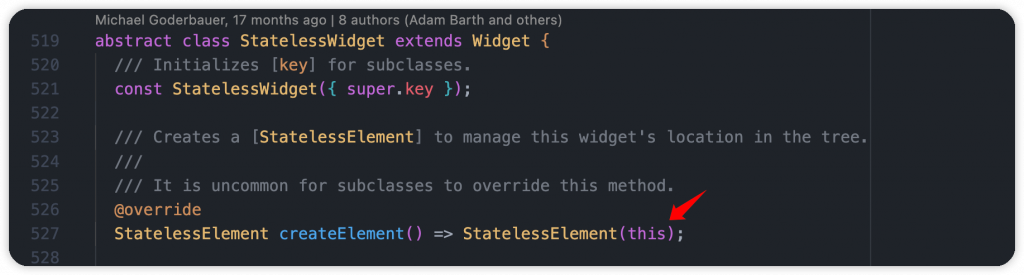 Michael Goderbauer, 17 months ago | 8 authors (Adam Barth and others)
519 abstract class StatelessWidget extends Widget {
520 /// Initializes [key] for subclasses.
521 const StatelessWidget({ super.key });
522
523 /// Creates a [StatelessElement] to manage this widget's location in the tree.
524 ///
525 /// It is uncommon for subclasses to override this method.
526 @override
527 StatelessElement createElement() => StatelessElement(this);
528